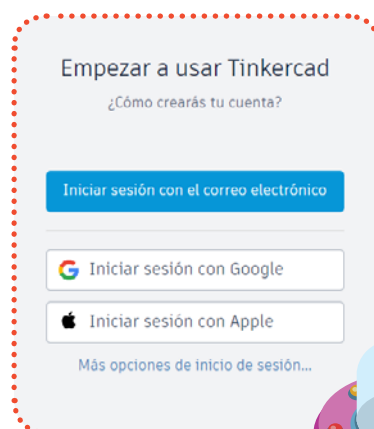 Empezar a usar Tinkercad
¿Cómo crearás tu cuenta?
Iniciar sesión con el correo electrónico
Iniciar sesión con Google
Iniciar sesión con Apple
Más opciones de inicio de sesión...